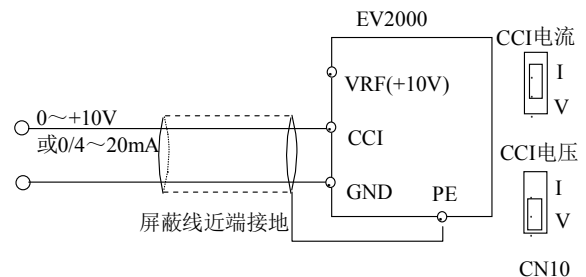 EV2000
CCI电流
I
V
VRF(+10V)
0～+10V
或0/4～20mA
CCI
CCI电压
I
V
GND
PE
屏蔽线近端接地
CN10